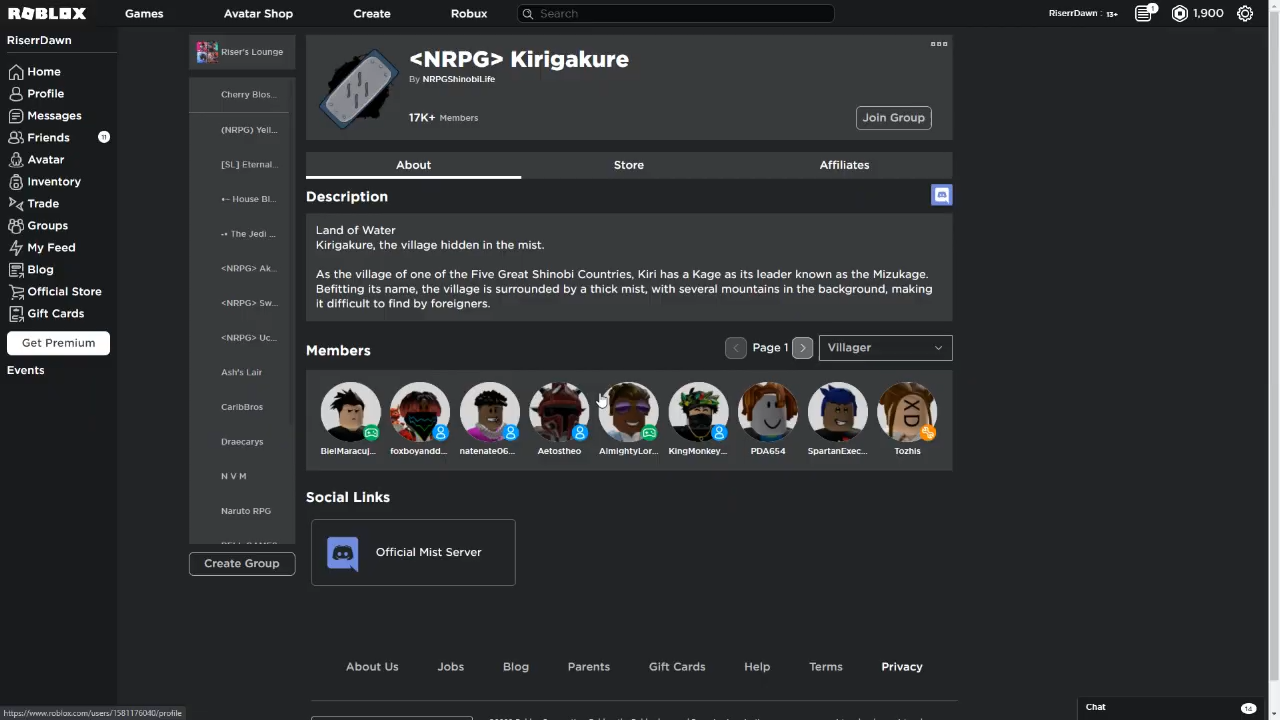 ROBLOX
Games
Avatar Shop
Create
Robux
Search
RiserrDawn : 13+
1
1,900
RiserrDawn
Home
Profile
Messages
Friends
11
Avatar
Inventory
Trade
Groups
My Feed
Blog
Official Store
Gift Cards
Get Premium
Events
Riser's Lounge
Cherry Blos...
(NRPG) Yell...
[SL] Eternal...
•– House Bl...
-• The Jedi ...
<NRPG> Ak...
<NRPG> Sw...
<NRPG> Uc...
Ash's Lair
CaribBros
Draecarys
N V M
Naruto RPG
Create Group
<NRPG> Kirigakure
By NRPGShinobiLife
17K+ Members
Join Group
About
Store
Affiliates
Description
Land of Water
Kirigakure, the village hidden in the mist.
As the village of one of the Five Great Shinobi Countries, Kiri has a Kage as its leader known as the Mizukage.
Befitting its name, the village is surrounded by a thick mist, with several mountains in the background, making
it difficult to find by foreigners.
Members
Page 1
Villager
BielMaracuj...
foxboyandd...
natenate06...
Aetostheo
AlmightyLor...
KingMonkey...
PDA654
SpartanExec...
Tozhis
Social Links
Official Mist Server
About Us
Jobs
Blog
Parents
Gift Cards
Help
Terms
Privacy
https://www.roblox.com/users/1581176040/profile
Chat
14